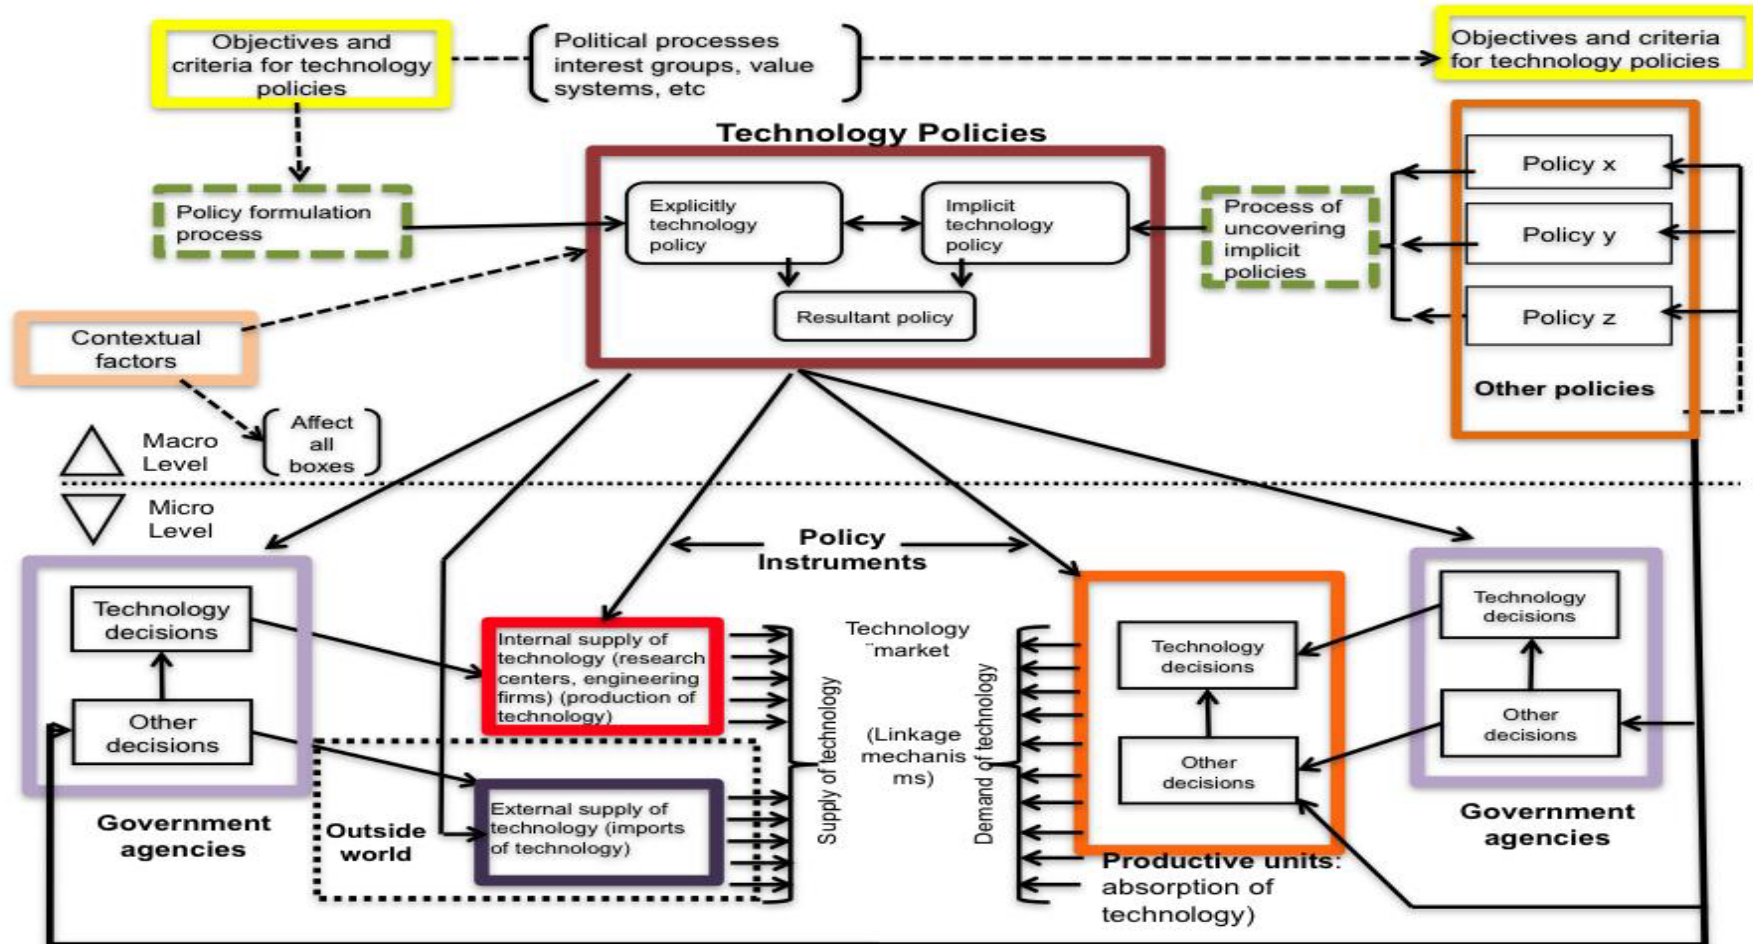 Objectives and
criteria for technology
policies
Political processes
interest groups, value
systems, etc
Objectives and criteria
for technology policies
Technology Policies
Policy formulation
process
Explicitly
technology
policy
Implicit
technology
policy
Resultant policy
Process of
uncovering
implicit
policies
Policy x
Policy y
Policy z
Other policies
Contextual
factors
Affect
all
boxes
Macro
Level
Micro
Level
Policy
Instruments
Technology
decisions
Other
decisions
Government
agencies
Internal supply of
technology (research
centers, engineering
firms) (production of
technology)
Outside
world
External supply of
technology (imports
of technology)
Supply of technology
Technology
¨market
(Linkage
mechanis
ms)
Demand of technology
Technology
decisions
Other
decisions
Productive units:
absorption of
technology)
Technology
decisions
Other
decisions
Government
agencies